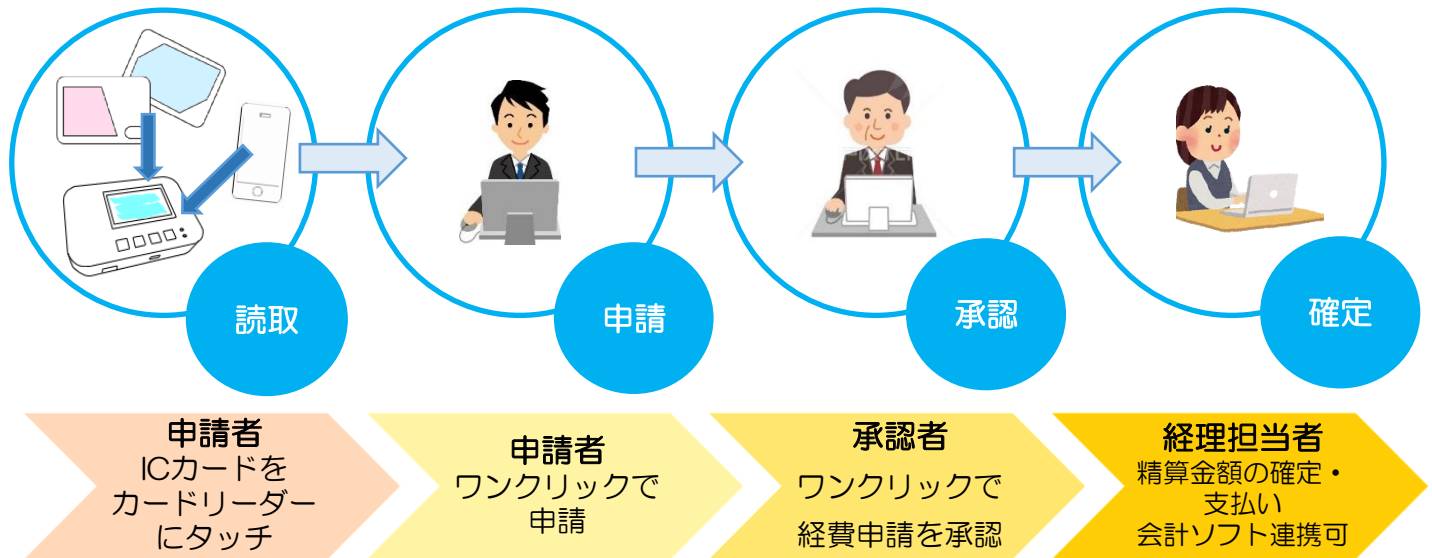 読取
申請
承認
確定
申請者
ICカードを
カードリーダー
にタッチ
申請者
ワンクリックで
申請
承認者
ワンクリックで
経費申請を承認
経理担当者
精算金額の確定・
支払い
会計ソフト連携可